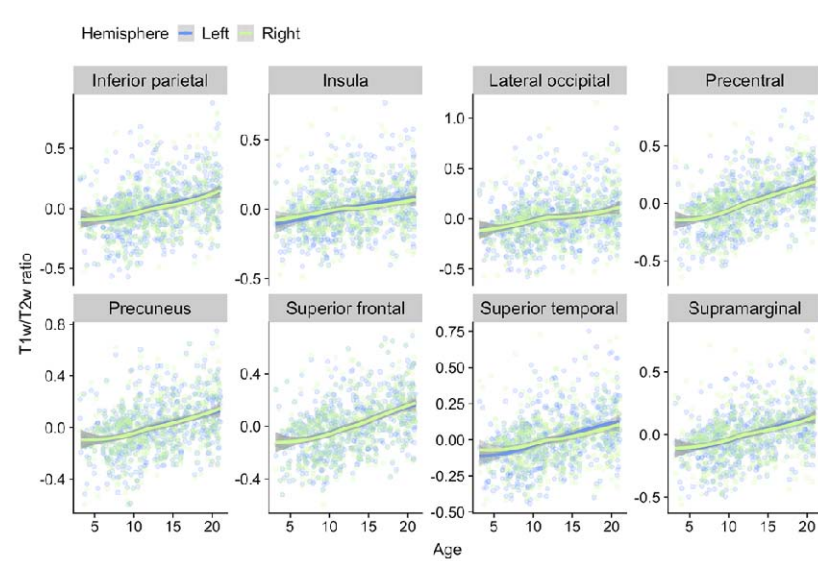 Hemisphere Left Right
Inferior parietal Insula Lateral occipital Precentral
0.5 0.5 1.0 0.5
0.0 0.0 0.5 0.0
-0.5 -0.5 0.0 -0.5
-0.5
T1w/T2w ratio
Precuneus Superior frontal Superior temporal Supramarginal
0.8 0.4 0.75 0.5
0.4 0.0 0.50 0.0
0.0 -0.4 0.25 -0.5
-0.4 0.00
-0.25
-0.50
5 10 15 20 5 10 15 20 5 10 15 20 5 10 15 20
Age